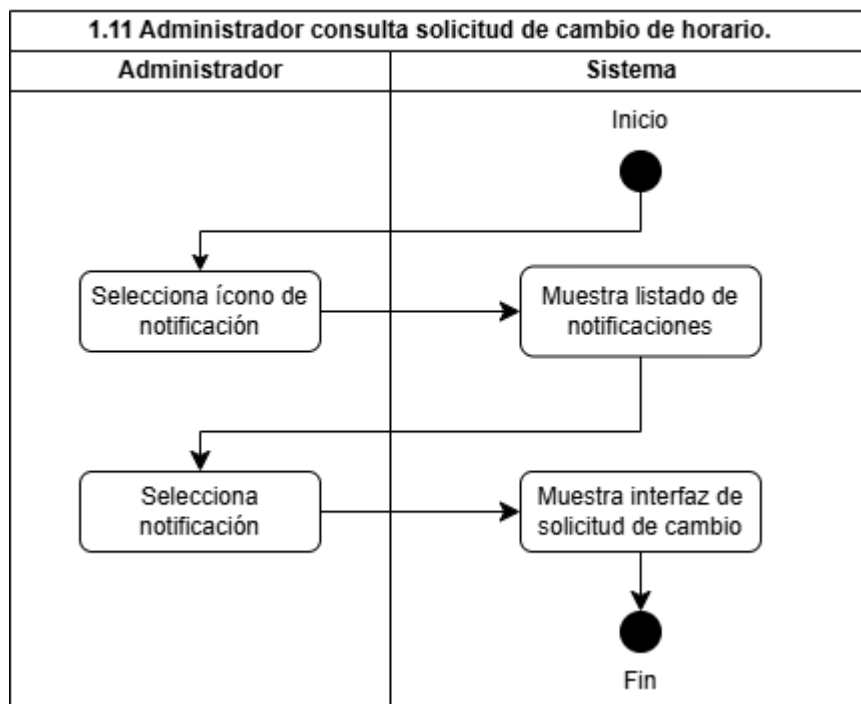 1.11 Administrador consulta solicitud de cambio de horario.
Administrador
Sistema
Inicio
Selecciona ícono de
notificación
Muestra listado de
notificaciones
Selecciona
notificación
Muestra interfaz de
solicitud de cambio
Fin